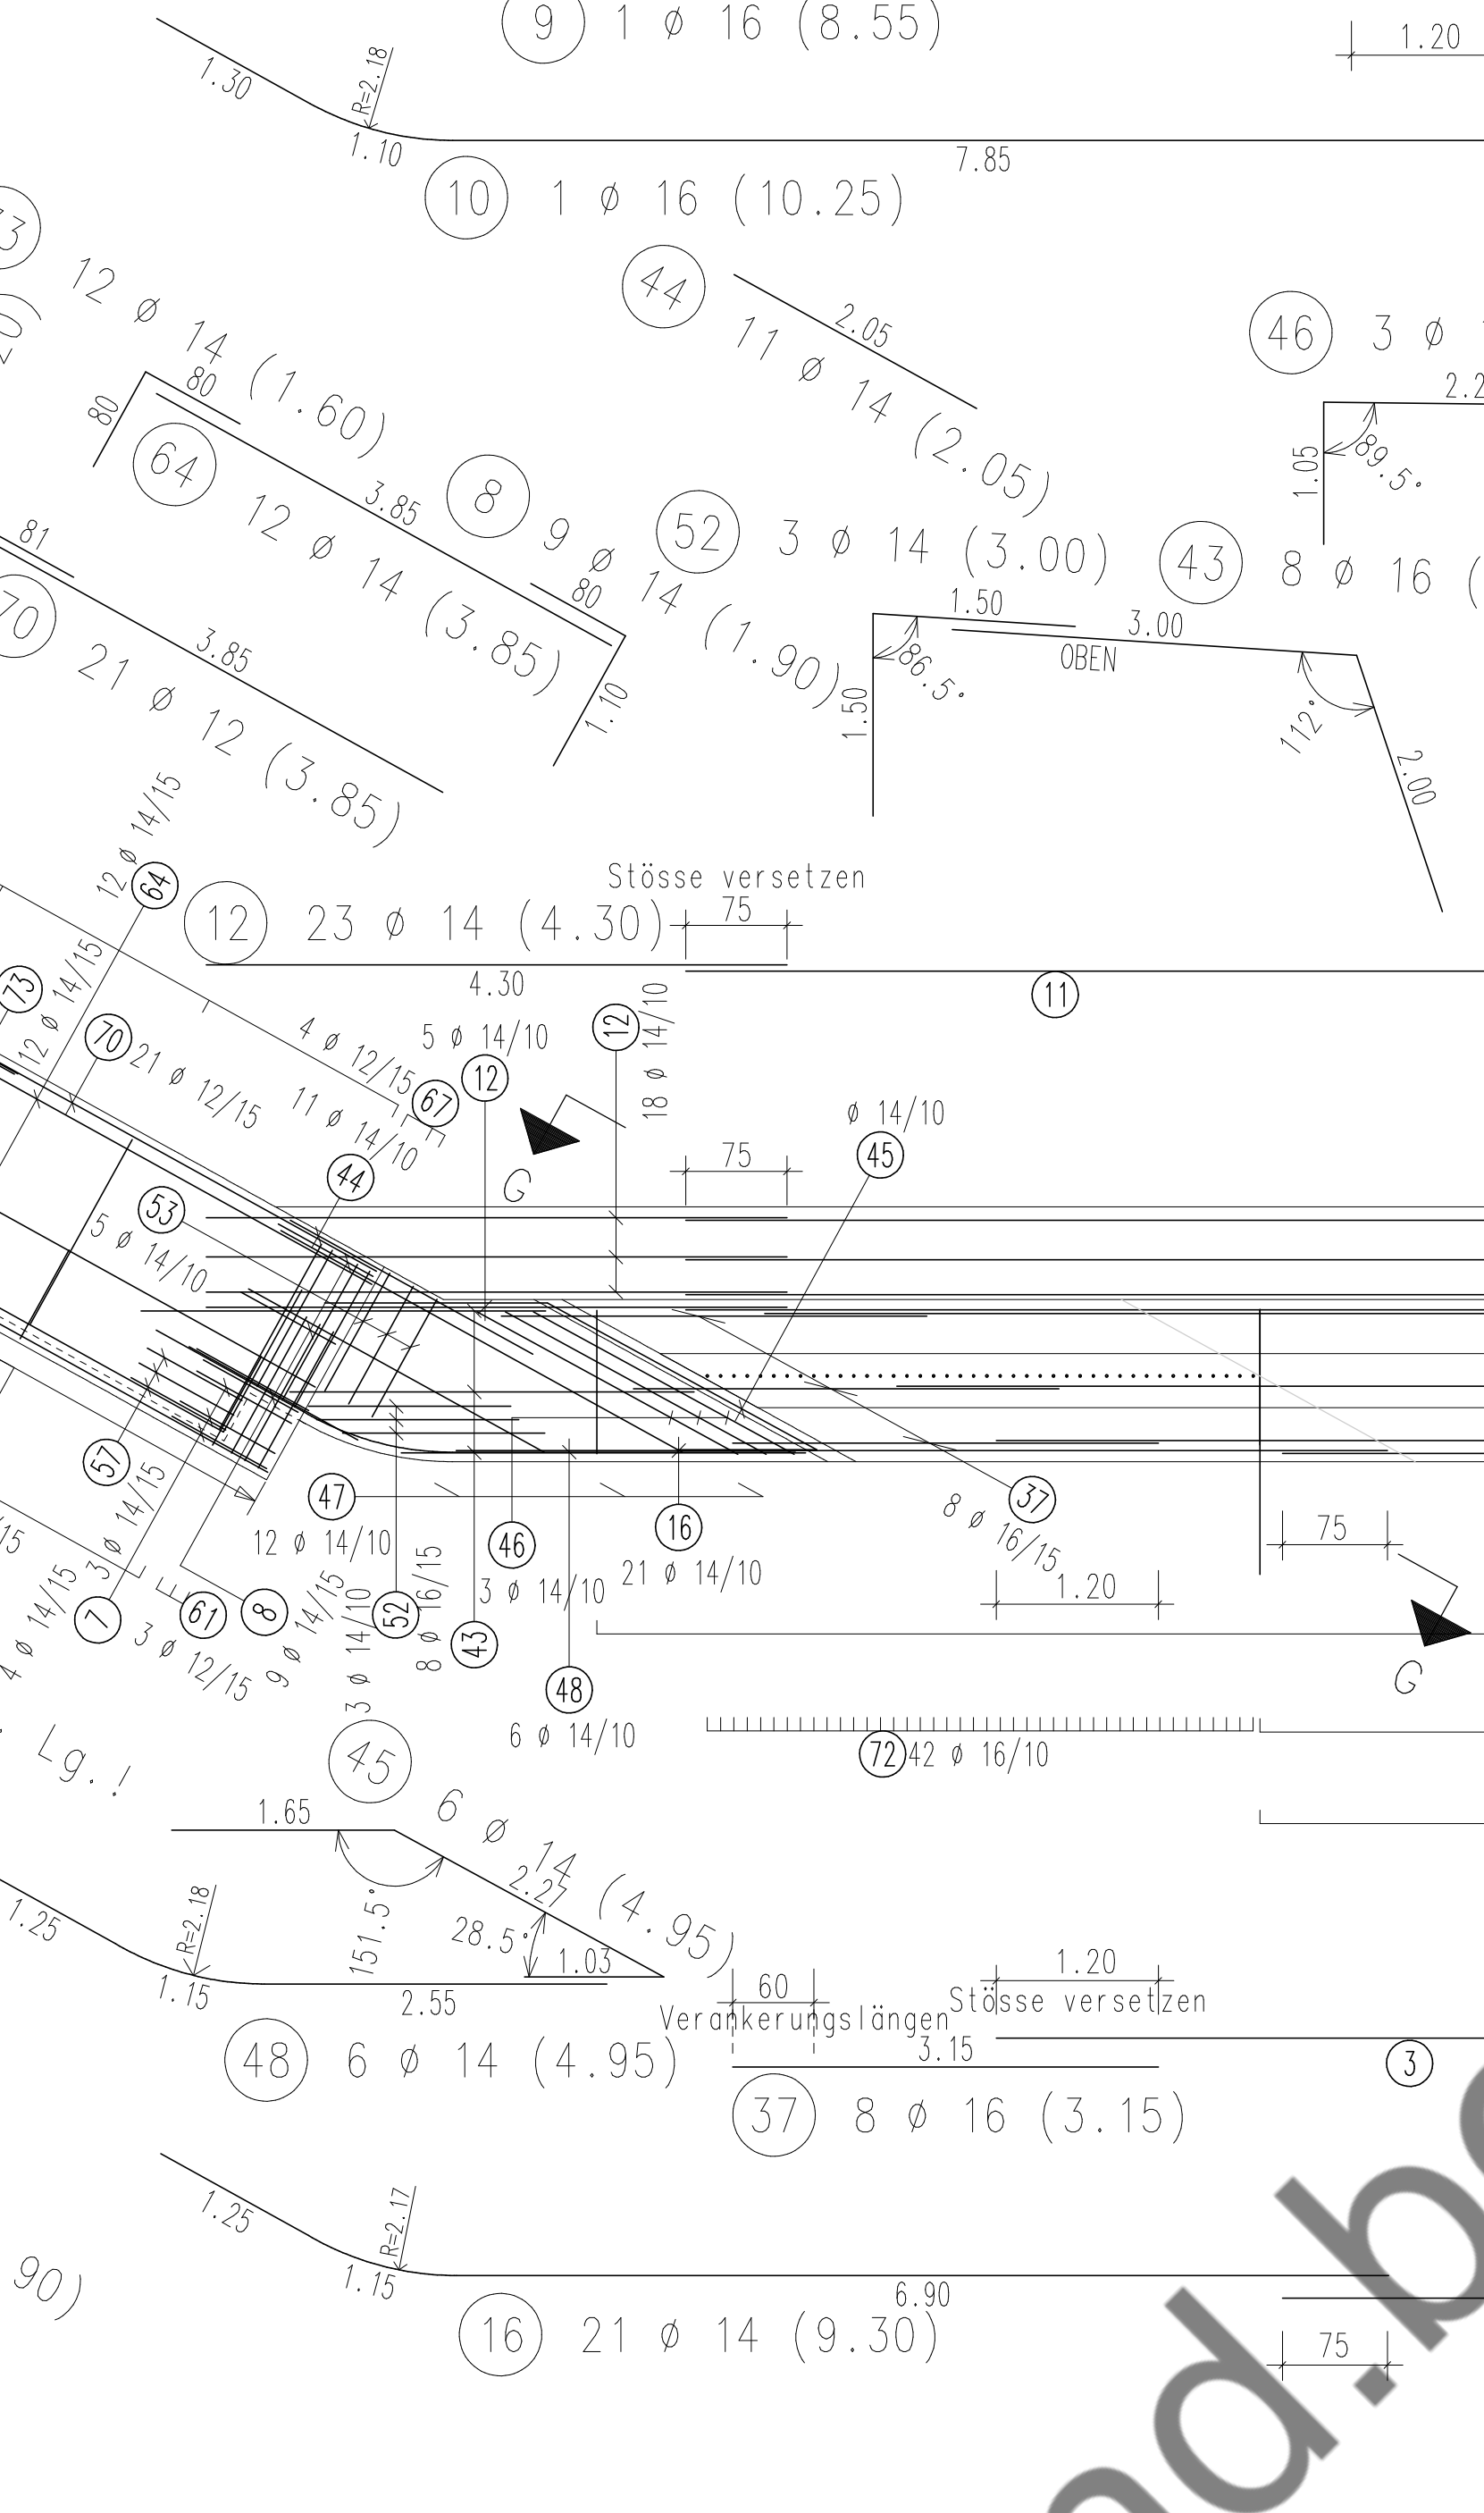 9 1 ø 16 (8.55)
1.20
1.30
R=2.18
1.10
7.85
10 1 ø 16 (10.25)
12 ø 14 (1.60)
80
80
44 11 ø 14 (2.05)
2.05
46 3 ø
1.05
89.5°
64 12 ø 14 (3.85)
3.85
8 9 ø 14 (1.90)
80
1.10
52 3 ø 14 (3.00)
1.50
3.00
OBEN
86.5°
1.50
112°
2.00
43 8 ø 16 (
81
70 21 ø 12 (3.85)
3.85
12 ø 14/15
64
Stösse versetzen
75
12 23 ø 14 (4.30)
4.30
11
73
12 ø 14/15
70 21 ø 12/15
4 ø 12/15
67
5 ø 14/10
12
12
18 ø 14/10
11 ø 14/10
44
G
ø 14/10
45
75
53
5 ø 14/10
57
3 ø 14/15
47
12 ø 14/10
46
3 ø 14/10
16
21 ø 14/10
37
8 ø 16/15
75
1.20
4 ø 14/15
7
61
3 ø 12/15
8
9 ø 14/15
52
3 ø 14/10
43
8 ø 16/15
48
6 ø 14/10
G
72 42 ø 16/10
Lg.!
45 6 ø 14 (4.95)
1.65
151.5°
2.27
28.5°
1.03
1.25
R=2.18
1.15
2.55
48 6 ø 14 (4.95)
60
Verankerungslängen
1.20
Stösse versetzen
3.15
3
37 8 ø 16 (3.15)
1.25
R=2.17
1.15
6.90
16 21 ø 14 (9.30)
90)
75